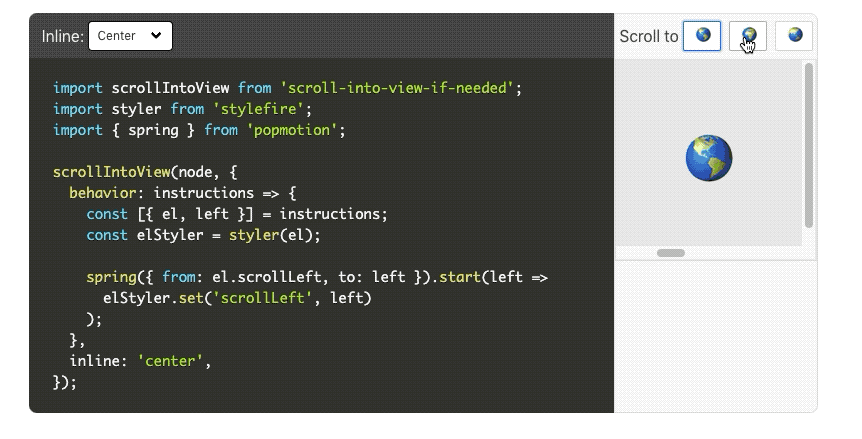 Inline: Center
Scroll to
import scrollIntoView from 'scroll-into-view-if-needed';
import styler from 'stylefire';
import { spring } from 'popmotion';
scrollIntoView(node, {
  behavior: instructions => {
    const [{ el, left }] = instructions;
    const elStyler = styler(el);
    spring({ from: el.scrollLeft, to: left }).start(left =>
      elStyler.set('scrollLeft', left)
    );
  },
  inline: 'center',
});